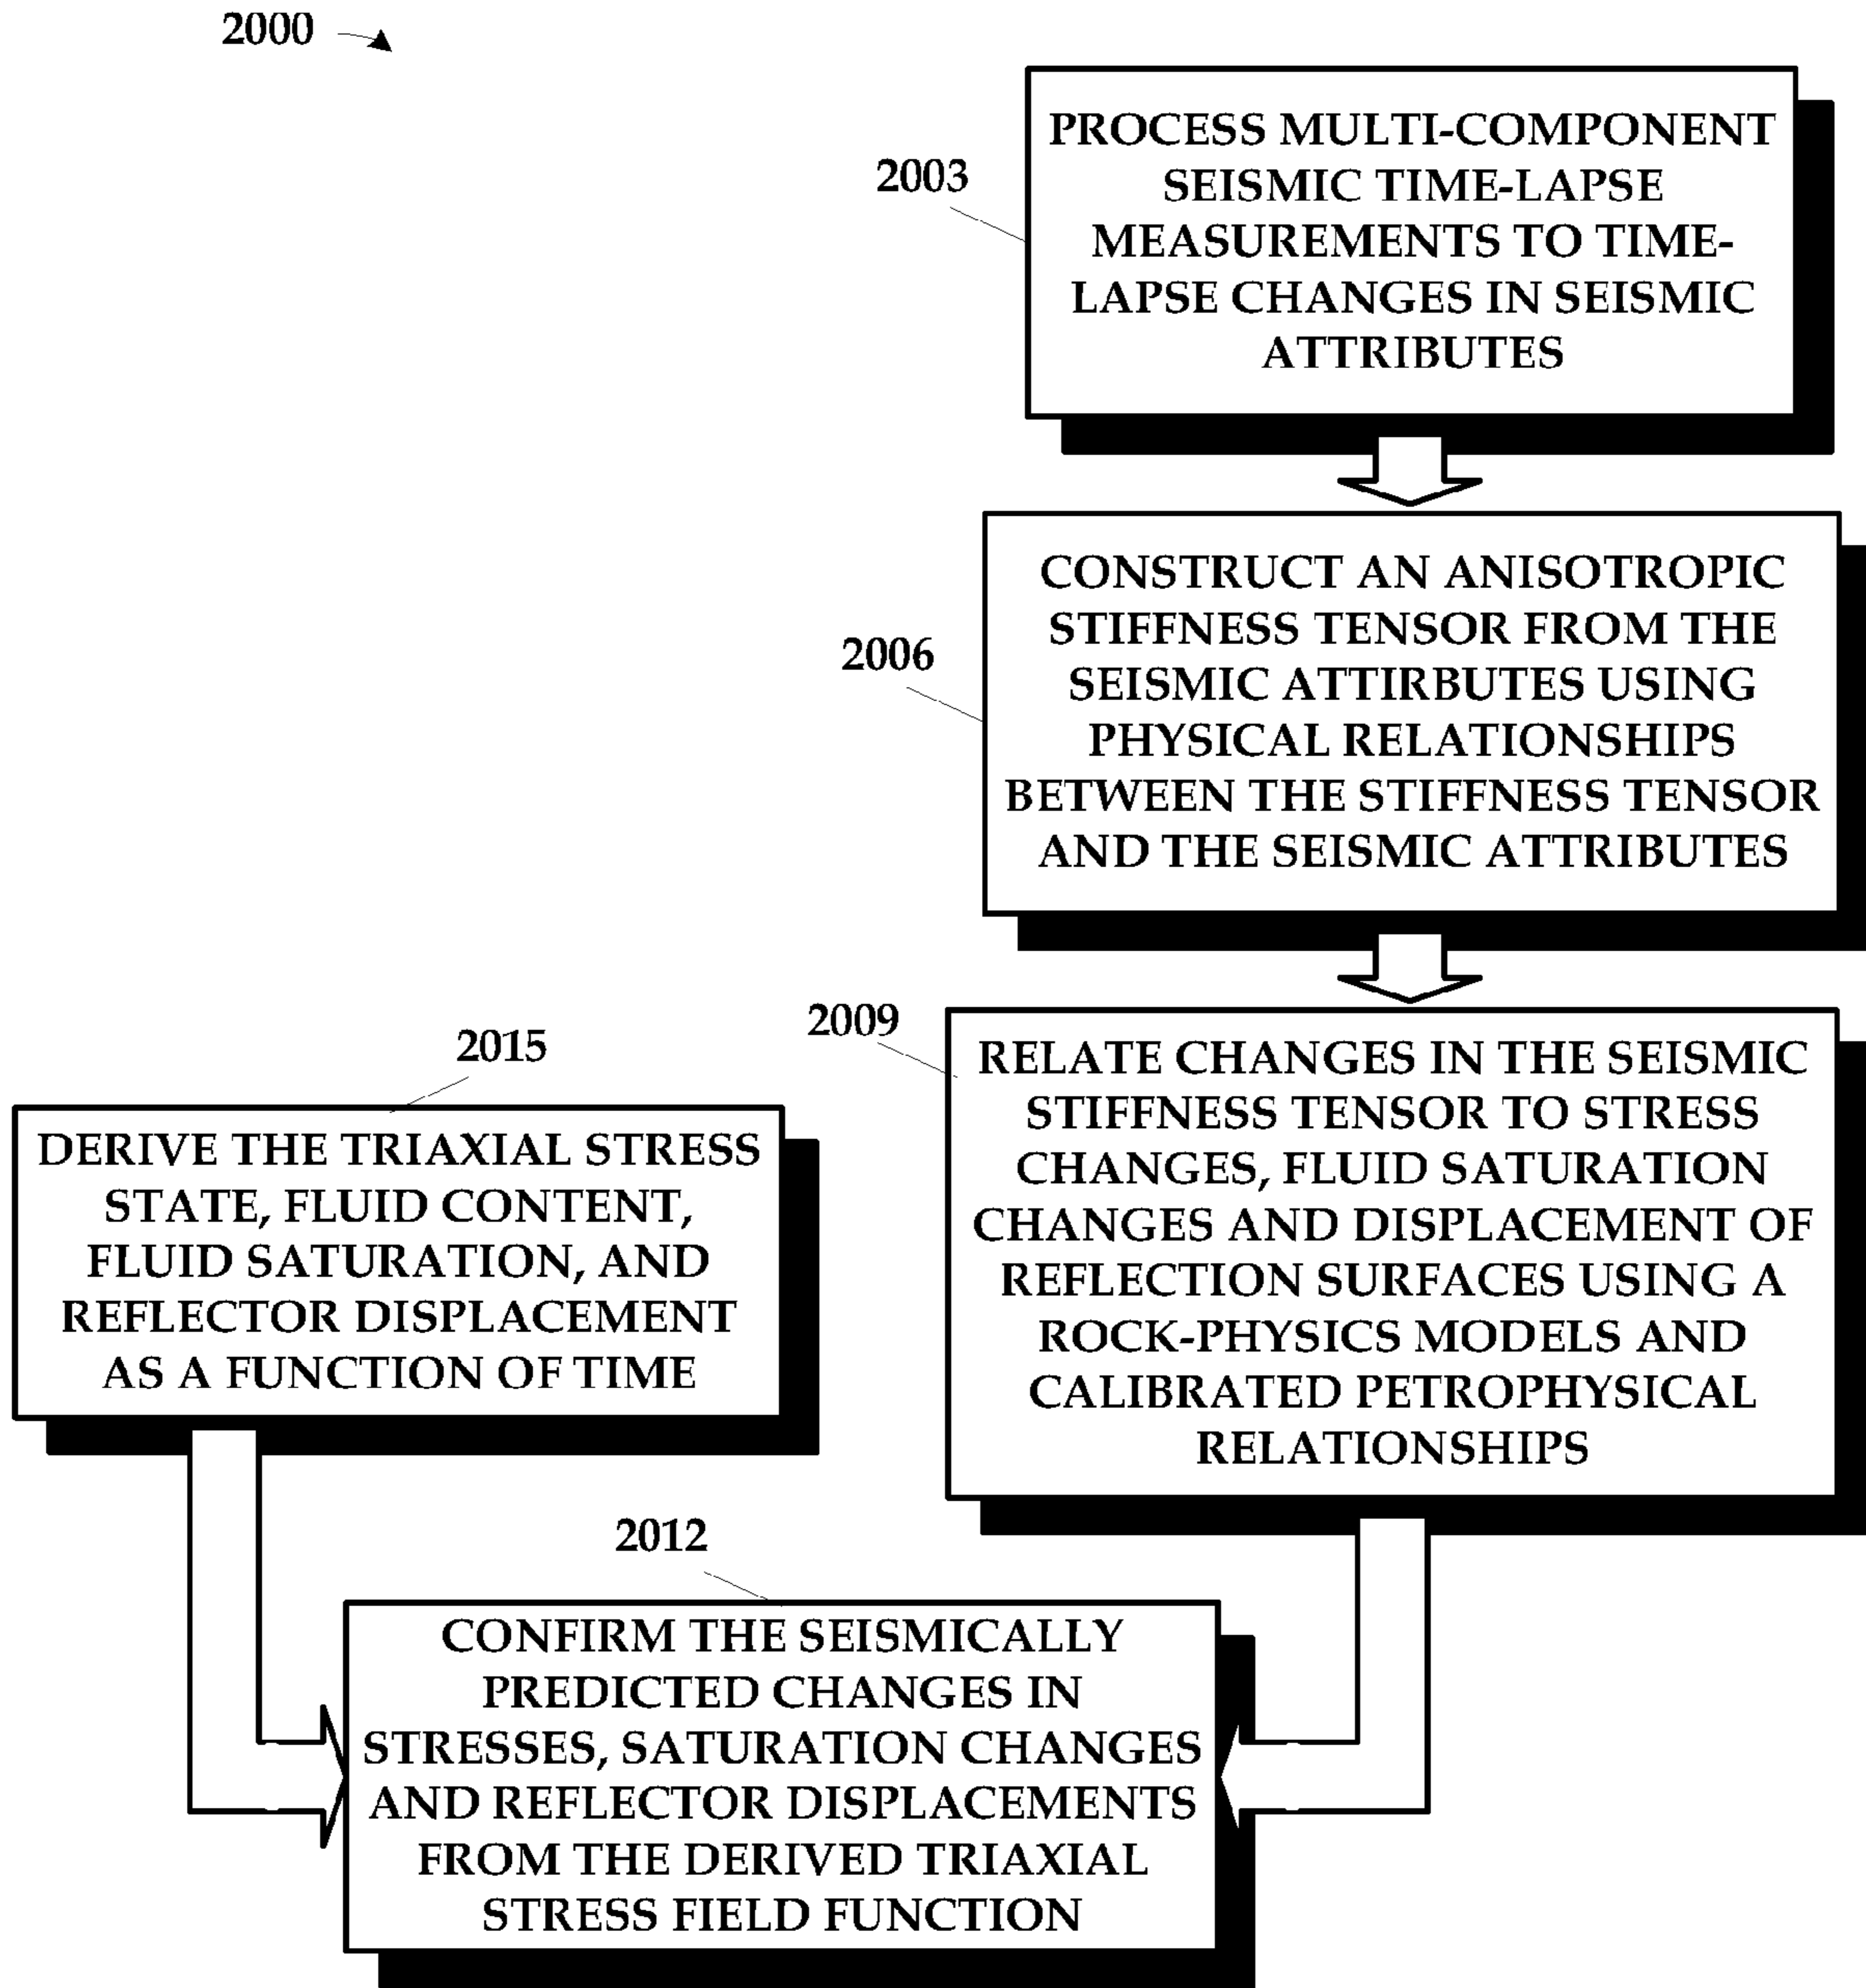 2000
2003
PROCESS MULTI-COMPONENT
SEISMIC TIME-LAPSE
MEASUREMENTS TO TIME-
LAPSE CHANGES IN SEISMIC
ATTRIBUTES
2006
CONSTRUCT AN ANISOTROPIC
STIFFNESS TENSOR FROM THE
SEISMIC ATTIRBUTES USING
PHYSICAL RELATIONSHIPS
BETWEEN THE STIFFNESS TENSOR
AND THE SEISMIC ATTRIBUTES
2009
RELATE CHANGES IN THE SEISMIC
STIFFNESS TENSOR TO STRESS
CHANGES, FLUID SATURATION
CHANGES AND DISPLACEMENT OF
REFLECTION SURFACES USING A
ROCK-PHYSICS MODELS AND
CALIBRATED PETROPHYSICAL
RELATIONSHIPS
2015
DERIVE THE TRIAXIAL STRESS
STATE, FLUID CONTENT,
FLUID SATURATION, AND
REFLECTOR DISPLACEMENT
AS A FUNCTION OF TIME
2012
CONFIRM THE SEISMICALLY
PREDICTED CHANGES IN
STRESSES, SATURATION CHANGES
AND REFLECTOR DISPLACEMENTS
FROM THE DERIVED TRIAXIAL
STRESS FIELD FUNCTION